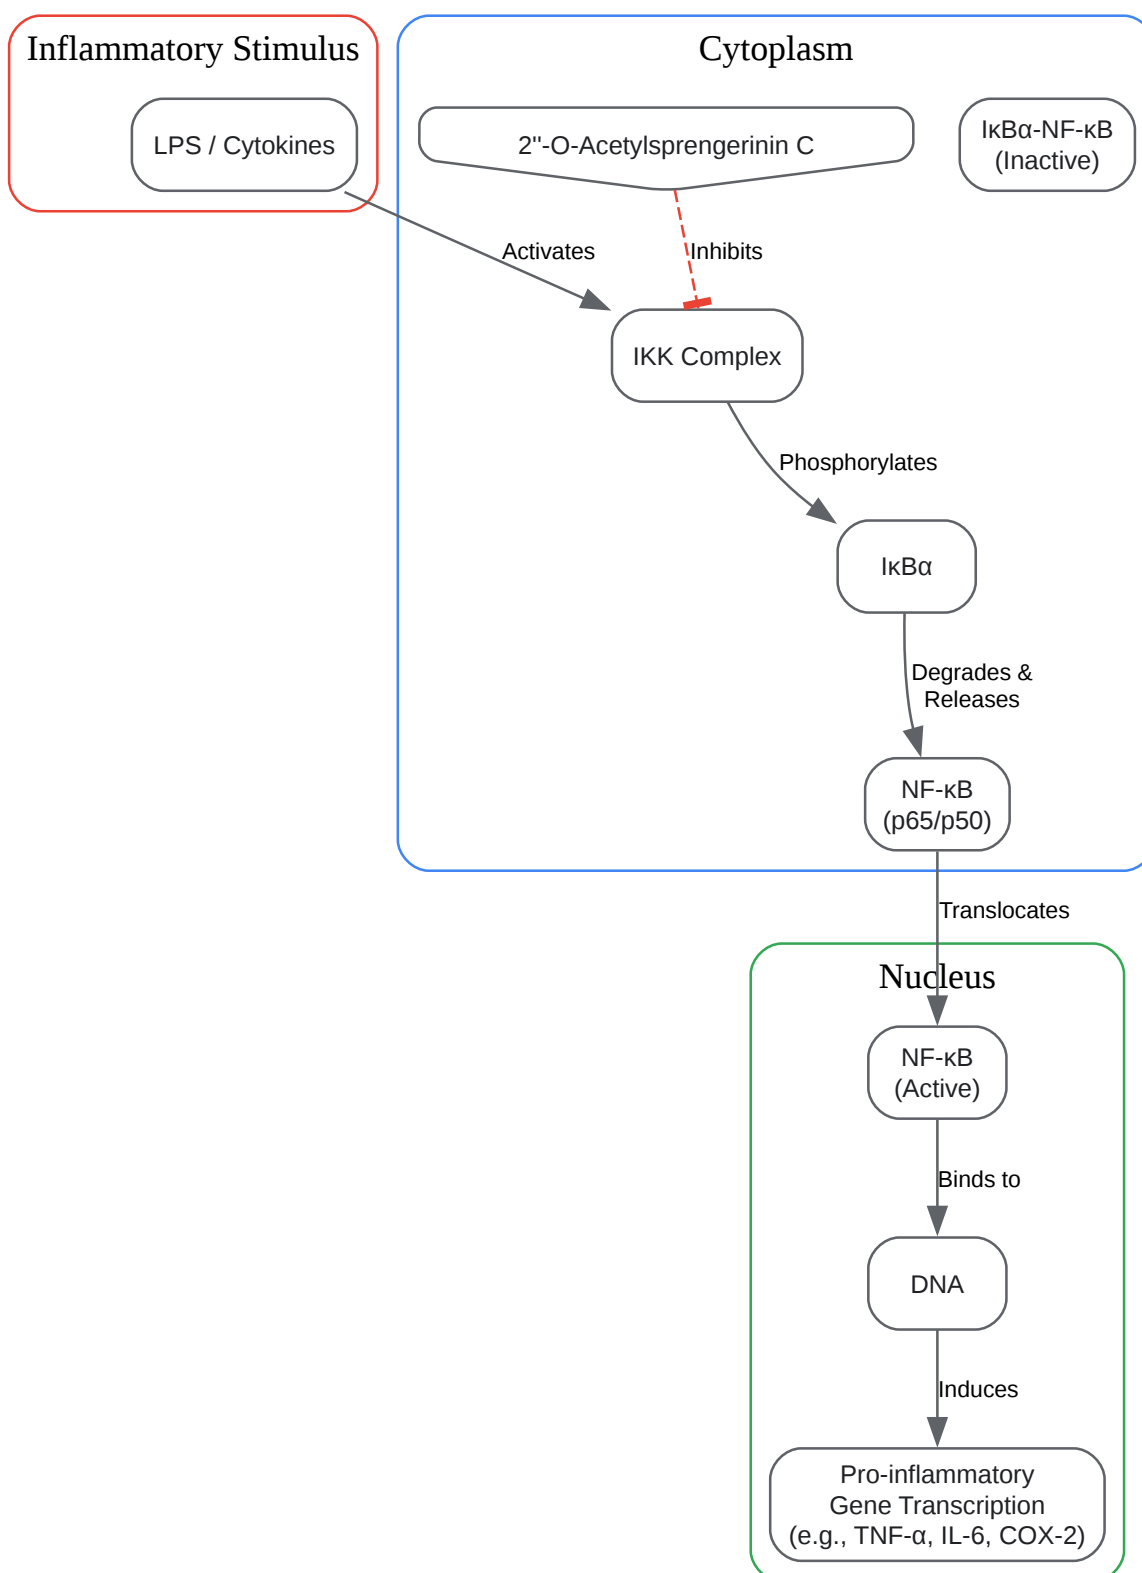 Inflammatory Stimulus
Cytoplasm
LPS / Cytokines
2''-O-Acetylsprengerinin C
IκBα-NF-κB
(Inactive)
Activates
Inhibits
IKK Complex
Phosphorylates
IκBα
Degrades &
Releases
NF-κB
(p65/p50)
Translocates
Nucleus
NF-κB
(Active)
Binds to
DNA
Induces
Pro-inflammatory
Gene Transcription
(e.g., TNF-α, IL-6, COX-2)